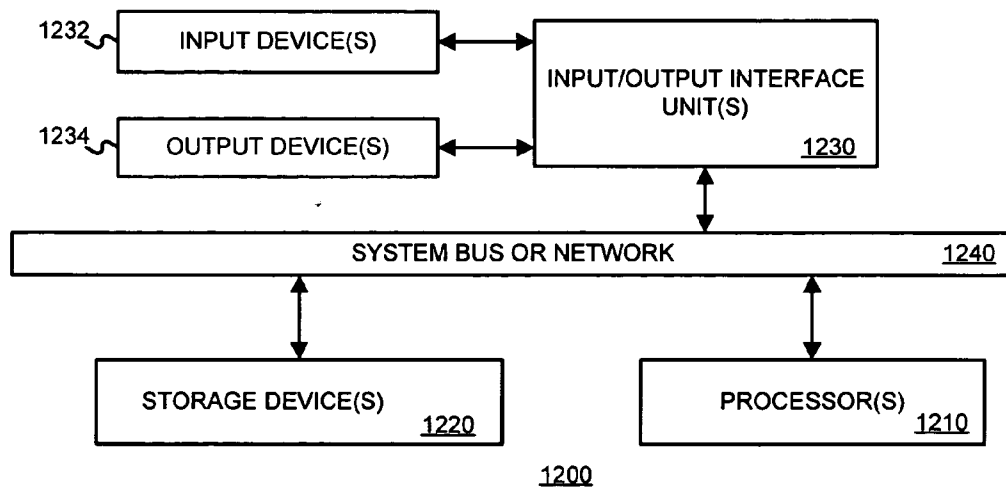 1232
INPUT DEVICE(S)
INPUT/OUTPUT INTERFACE
UNIT(S)
1230
1234
OUTPUT DEVICE(S)
SYSTEM BUS OR NETWORK
1240
STORAGE DEVICE(S)
1220
PROCESSOR(S)
1210
1200